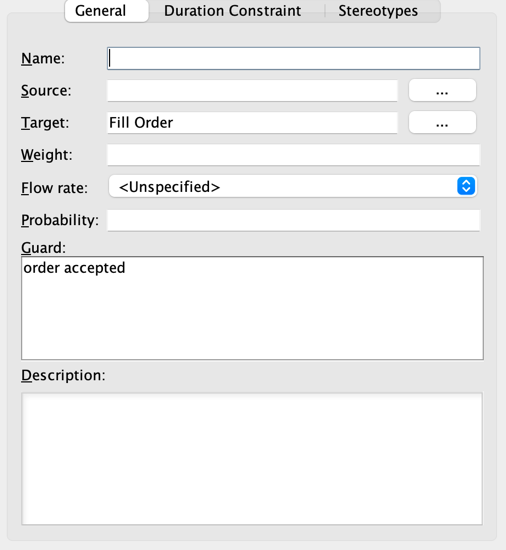 General Duration Constraint Stereotypes
Name:
Source: ...
Target: Fill Order ...
Weight:
Flow rate: <Unspecified>
Probability:
Guard:
order accepted
Description: